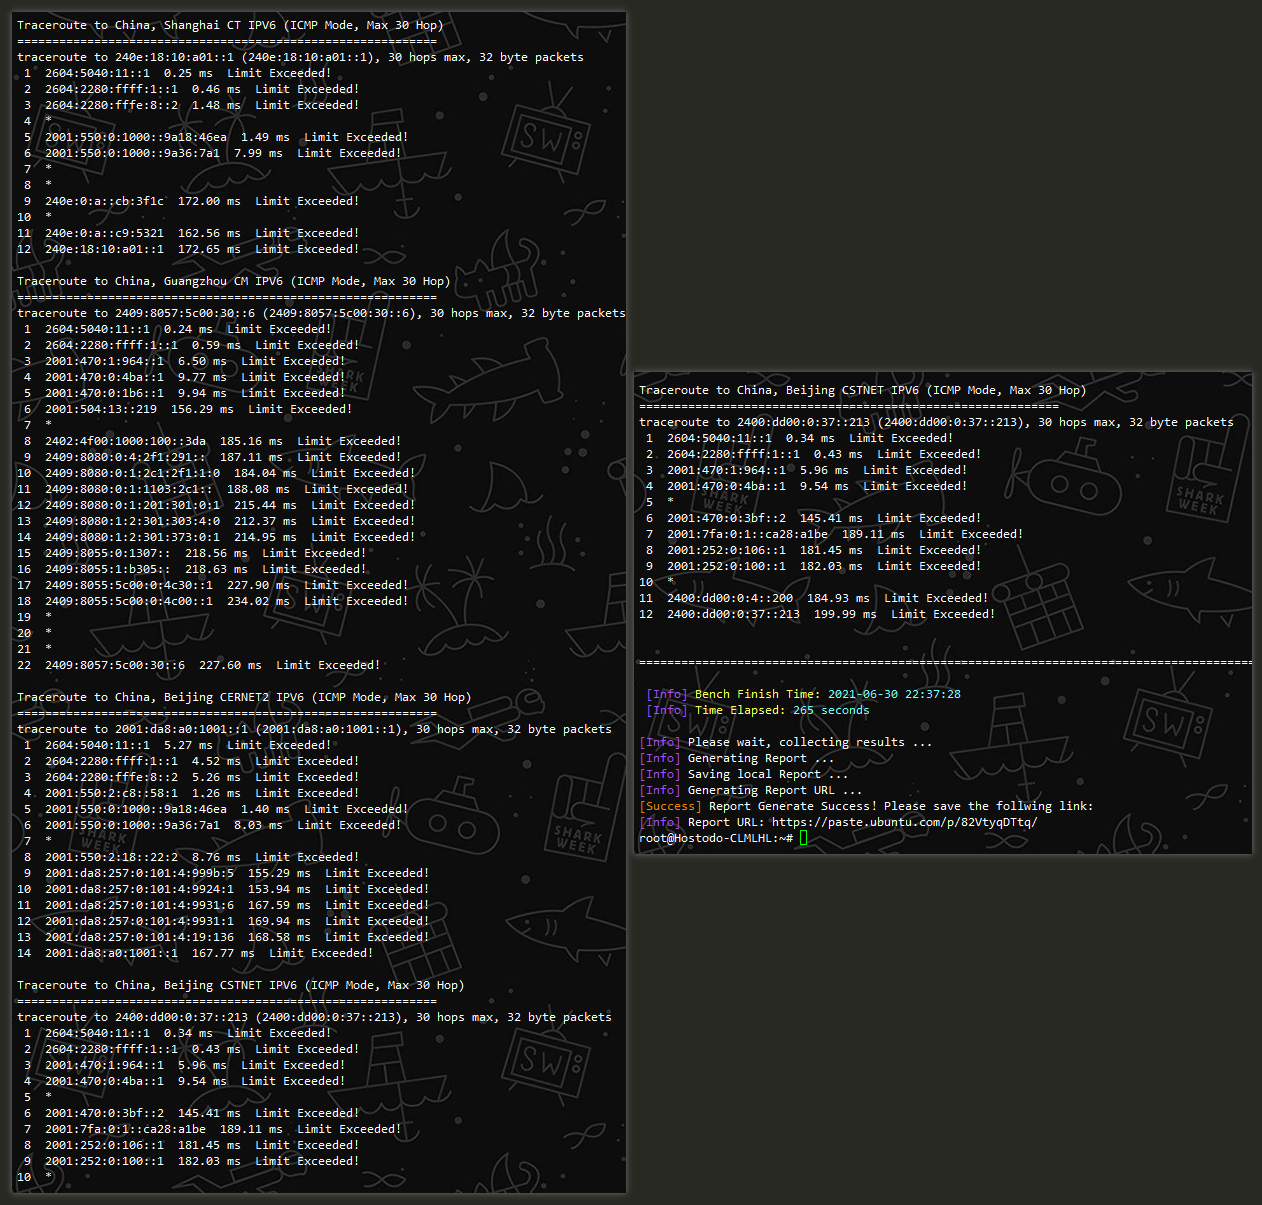 Traceroute to China, Shanghai CT IPV6 (ICMP Mode, Max 30 Hop)
============================================================
traceroute to 240e:18:10:a01::1 (240e:18:10:a01::1), 30 hops max, 32 byte packets
1 2604:5040:11::1 0.25 ms Limit Exceeded!
2 2604:2280:ffff:1::1 0.46 ms Limit Exceeded!
3 2604:2280:fffe:8::2 1.48 ms Limit Exceeded!
4 *
5 2001:550:0:1000::9a18:46ea 1.49 ms Limit Exceeded!
6 2001:550:0:1000::9a36:7a1 7.99 ms Limit Exceeded!
7 *
8 *
9 240e:0:a::cb:3f1c 172.00 ms Limit Exceeded!
10 *
11 240e:0:a::c9:5321 162.56 ms Limit Exceeded!
12 240e:18:10:a01::1 172.65 ms Limit Exceeded!
Traceroute to China, Guangzhou CM IPV6 (ICMP Mode, Max 30 Hop)
============================================================
traceroute to 2409:8057:5c00:30::6 (2409:8057:5c00:30::6), 30 hops max, 32 byte packets
1 2604:5040:11::1 0.24 ms Limit Exceeded!
2 2604:2280:ffff:1::1 0.59 ms Limit Exceeded!
3 2001:470:1:964::1 6.50 ms Limit Exceeded!
4 2001:470:0:4ba::1 9.77 ms Limit Exceeded!
5 2001:470:0:1b6::1 9.94 ms Limit Exceeded!
6 2001:504:13::219 156.29 ms Limit Exceeded!
7 *
8 2402:4f00:1000:100::3da 185.16 ms Limit Exceeded!
9 2409:8080:0:4:2f1:291:: 187.11 ms Limit Exceeded!
10 2409:8080:0:1:2c1:2f1:1:0 184.04 ms Limit Exceeded!
11 2409:8080:0:1:1103:2c1:: 188.08 ms Limit Exceeded!
12 2409:8080:0:1:201:301:0:1 215.44 ms Limit Exceeded!
13 2409:8080:1:2:301:303:4:0 212.37 ms Limit Exceeded!
14 2409:8080:1:2:301:373:0:1 214.95 ms Limit Exceeded!
15 2409:8055:0:1307:: 218.56 ms Limit Exceeded!
16 2409:8055:1:b305:: 218.63 ms Limit Exceeded!
17 2409:8055:5c00:0:4c30::1 227.90 ms Limit Exceeded!
18 2409:8055:5c00:0:4c00::1 234.02 ms Limit Exceeded!
19 *
20 *
21 *
22 2409:8057:5c00:30::6 227.60 ms Limit Exceeded!
Traceroute to China, Beijing CERNET2 IPV6 (ICMP Mode, Max 30 Hop)
============================================================
traceroute to 2001:da8:a0:1001::1 (2001:da8:a0:1001::1), 30 hops max, 32 byte packets
1 2604:5040:11::1 5.27 ms Limit Exceeded!
2 2604:2280:ffff:1::1 4.52 ms Limit Exceeded!
3 2604:2280:fffe:8::2 5.26 ms Limit Exceeded!
4 2001:550:2:c8::58:1 1.26 ms Limit Exceeded!
5 2001:550:0:1000::9a18:46ea 1.40 ms Limit Exceeded!
6 2001:550:0:1000::9a36:7a1 8.03 ms Limit Exceeded!
7 *
8 2001:550:2:18::22:2 8.76 ms Limit Exceeded!
9 2001:da8:257:0:101:4:999b:5 155.29 ms Limit Exceeded!
10 2001:da8:257:0:101:4:9924:1 153.94 ms Limit Exceeded!
11 2001:da8:257:0:101:4:9931:6 167.59 ms Limit Exceeded!
12 2001:da8:257:0:101:4:9931:1 169.94 ms Limit Exceeded!
13 2001:da8:257:0:101:4:19:136 168.58 ms Limit Exceeded!
14 2001:da8:a0:1001::1 167.77 ms Limit Exceeded!
Traceroute to China, Beijing CSTNET IPV6 (ICMP Mode, Max 30 Hop)
============================================================
traceroute to 2400:dd00:0:37::213 (2400:dd00:0:37::213), 30 hops max, 32 byte packets
1 2604:5040:11::1 0.34 ms Limit Exceeded!
2 2604:2280:ffff:1::1 0.43 ms Limit Exceeded!
3 2001:470:1:964::1 5.96 ms Limit Exceeded!
4 2001:470:0:4ba::1 9.54 ms Limit Exceeded!
5 *
6 2001:470:0:3bf::2 145.41 ms Limit Exceeded!
7 2001:7fa:0:1::ca28:a1be 189.11 ms Limit Exceeded!
8 2001:252:0:106::1 181.45 ms Limit Exceeded!
9 2001:252:0:100::1 182.03 ms Limit Exceeded!
10 *
Traceroute to China, Beijing CSTNET IPV6 (ICMP Mode, Max 30 Hop)
============================================================
traceroute to 2400:dd00:0:37::213 (2400:dd00:0:37::213), 30 hops max, 32 byte packets
1 2604:5040:11::1 0.34 ms Limit Exceeded!
2 2604:2280:ffff:1::1 0.43 ms Limit Exceeded!
3 2001:470:1:964::1 5.96 ms Limit Exceeded!
4 2001:470:0:4ba::1 9.54 ms Limit Exceeded!
5 *
6 2001:470:0:3bf::2 145.41 ms Limit Exceeded!
7 2001:7fa:0:1::ca28:a1be 189.11 ms Limit Exceeded!
8 2001:252:0:106::1 181.45 ms Limit Exceeded!
9 2001:252:0:100::1 182.03 ms Limit Exceeded!
10 *
11 2400:dd00:0:4::200 184.93 ms Limit Exceeded!
12 2400:dd00:0:37::213 199.99 ms Limit Exceeded!
========================================================================================
[Info] Bench Finish Time: 2021-06-30 22:37:28
[Info] Time Elapsed: 265 seconds
[Info] Please wait, collecting results ...
[Info] Generating Report ...
[Info] Saving local Report ...
[Info] Generating Report URL ...
[Success] Report Generate Success! Please save the follwing link:
[Info] Report URL: https://paste.ubuntu.com/p/82VtyqDTtq/
root@Hostodo-CLMLHL:~#